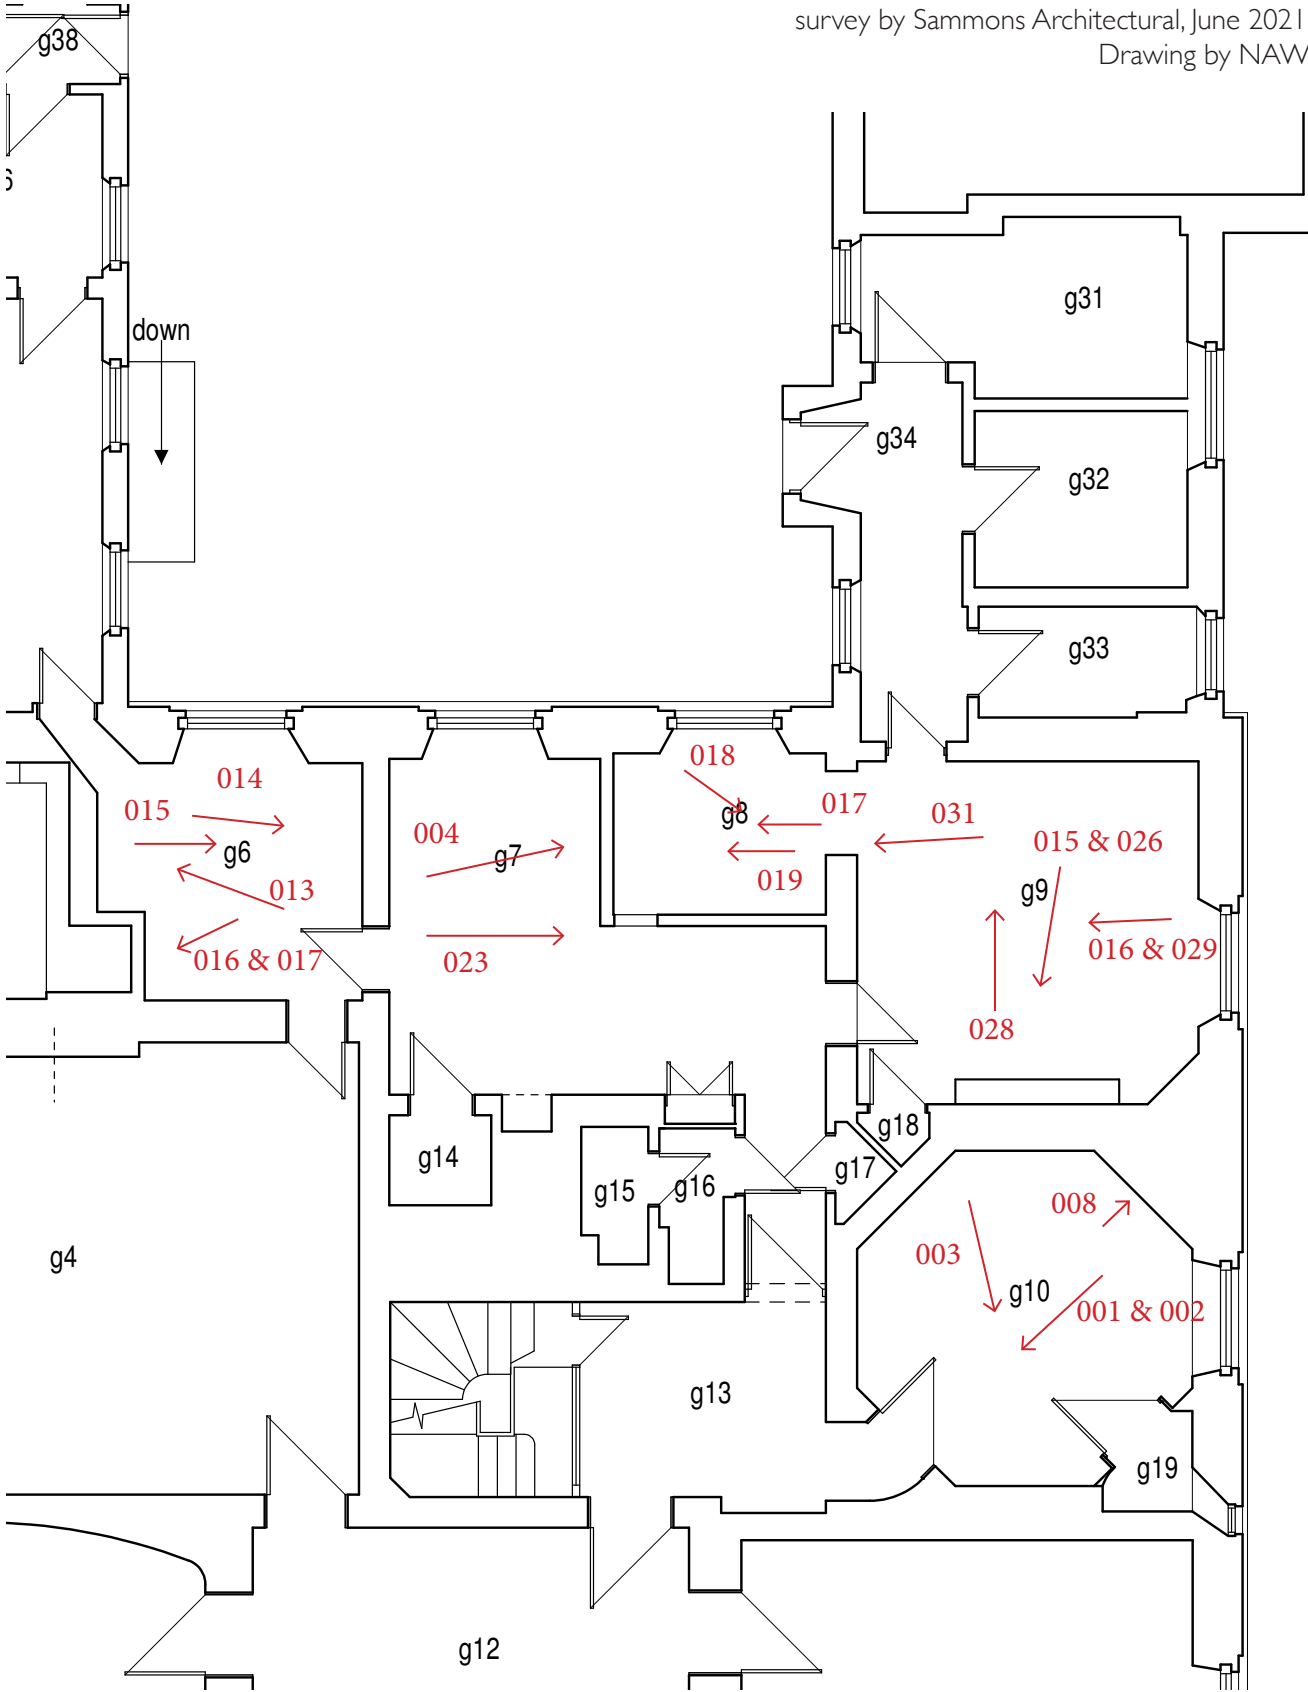 survey by Sammons Architectural, June 2021
Drawing by NAW
g38
g31
down
g34
g32
g33
014
018
015
g8
017
031
004
g7
g6
015 & 026
013
019
g9
016 & 017
023
016 & 029
028
g18
g14
g17
g15
g16
008
003
g4
g10
001 & 002
g13
g19
g12